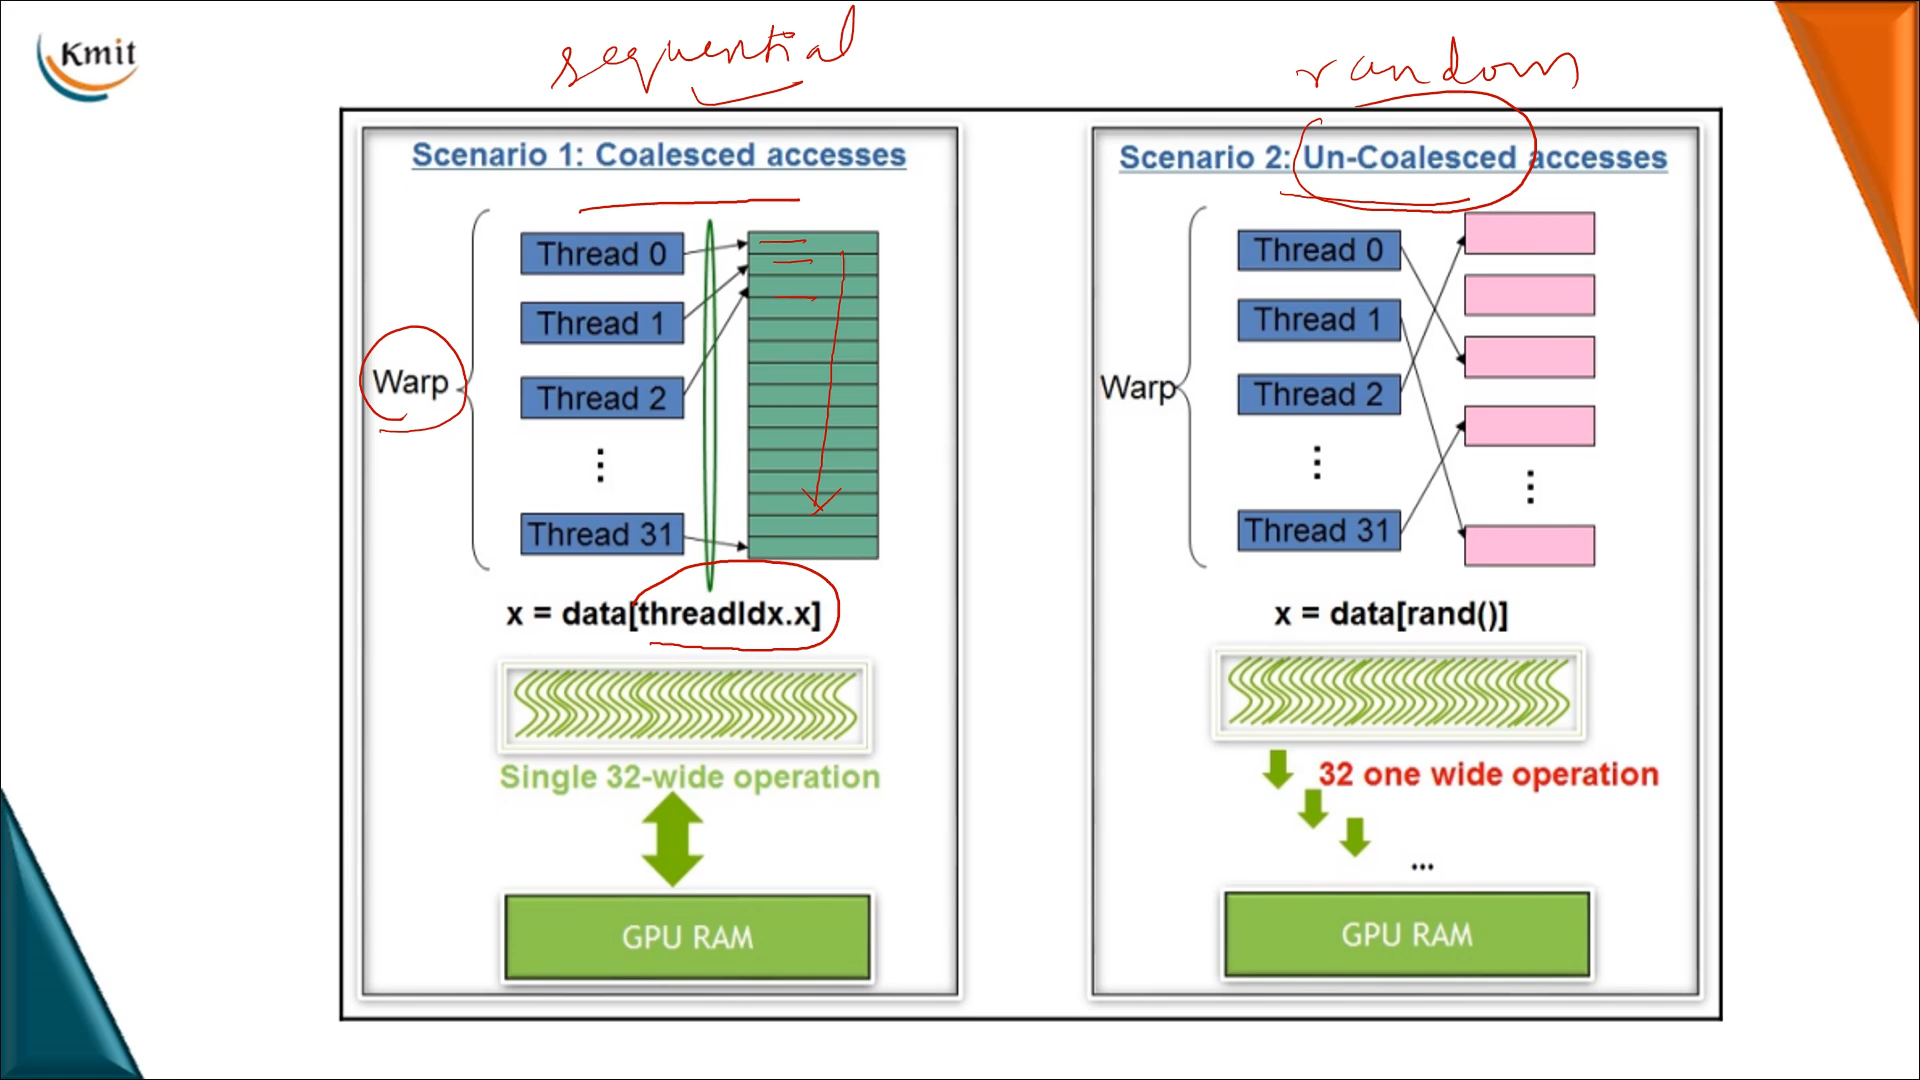 Kmit
sequential
random
Scenario 1: Coalesced accesses
Warp
Thread 0
Thread 1
Thread 2
⋮
Thread 31
x = data[threadIdx.x]
Single 32-wide operation
GPU RAM
Scenario 2: Un-Coalesced accesses
Warp
Thread 0
Thread 1
Thread 2
⋮
Thread 31
⋮
x = data[rand()]
32 one wide operation
...
GPU RAM